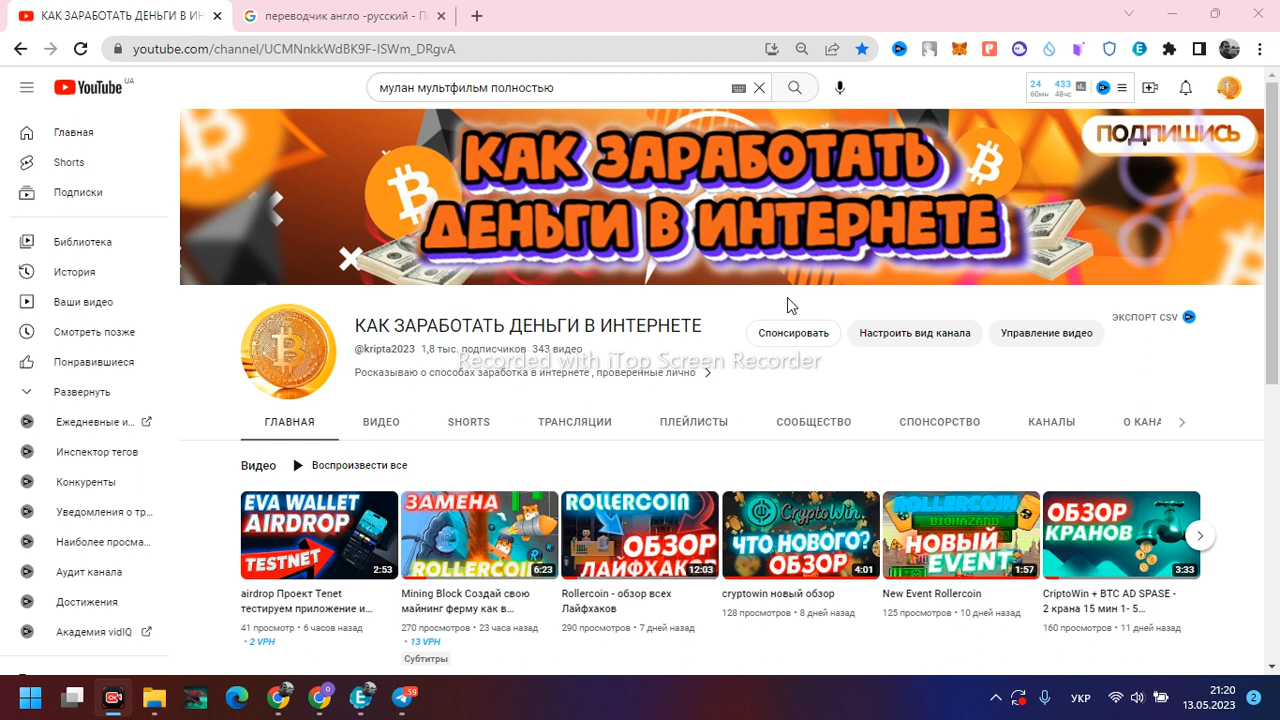 КАК ЗАРАБОТАТЬ ДЕНЬГИ В ИН
переводчик англо -русский - П
youtube.com/channel/UCMNnkkWdBK9F-lSWm_DRgvA
YouTube UA
мулан мультфильм полностью
24 433
60мн 48чс
Главная
Shorts
Подписки
Библиотека
История
Ваши видео
Смотреть позже
Понравившиеся
Развернуть
Ежедневные и...
Инспектор тегов
Конкуренты
Уведомления о тр...
Наиболее просма...
Аудит канала
Достижения
Академия vidIQ
ПОДПИШИСЬ
КАК ЗАРАБОТАТЬ
ДЕНЬГИ В ИНТЕРНЕТЕ
КАК ЗАРАБОТАТЬ ДЕНЬГИ В ИНТЕРНЕТЕ
@kripta2023 1,8 тыс. подписчиков 343 видео
Росказываю о способах заработка в интернете , проверенные лично
Спонсировать
Настроить вид канала
Управление видео
ЭКСПОРТ CSV
Recorded with iTop Screen Recorder
ГЛАВНАЯ ВИДЕО SHORTS ТРАНСЛЯЦИИ ПЛЕЙЛИСТЫ СООБЩЕСТВО СПОНСОРСТВО КАНАЛЫ О КАНА
Видео Воспроизвести все
EVA WALLET
AIRDROP
TESTNET
2:53
airdrop Проект Tenet
тестируем приложение и...
41 просмотр • 6 часов назад
• 2 VPH
ЗАМЕНА
ROLLERCOIN
6:23
Mining Block Создай свою
майнинг ферму как в...
270 просмотров • 23 часа назад
• 13 VPH
Субтитры
ROLLERCOIN
ОБЗОР
ЛАЙФХАКОВ
12:03
Rollercoin - обзор всех
Лайфхаков
290 просмотров • 7 дней назад
CryptoWin
ЧТО НОВОГО?
ОБЗОР
4:01
cryptowin новый обзор
128 просмотров • 8 дней назад
ROLLERCOIN
BIOHAZARD
НОВЫЙ
EVENT
1:57
New Event Rollercoin
125 просмотров • 10 дней назад
ОБЗОР
КРАНОВ
3:33
CriptoWin + BTC AD SPASE -
2 крана 15 мин 1- 5...
160 просмотров • 11 дней назад
59
УКР
21:20
13.05.2023
2